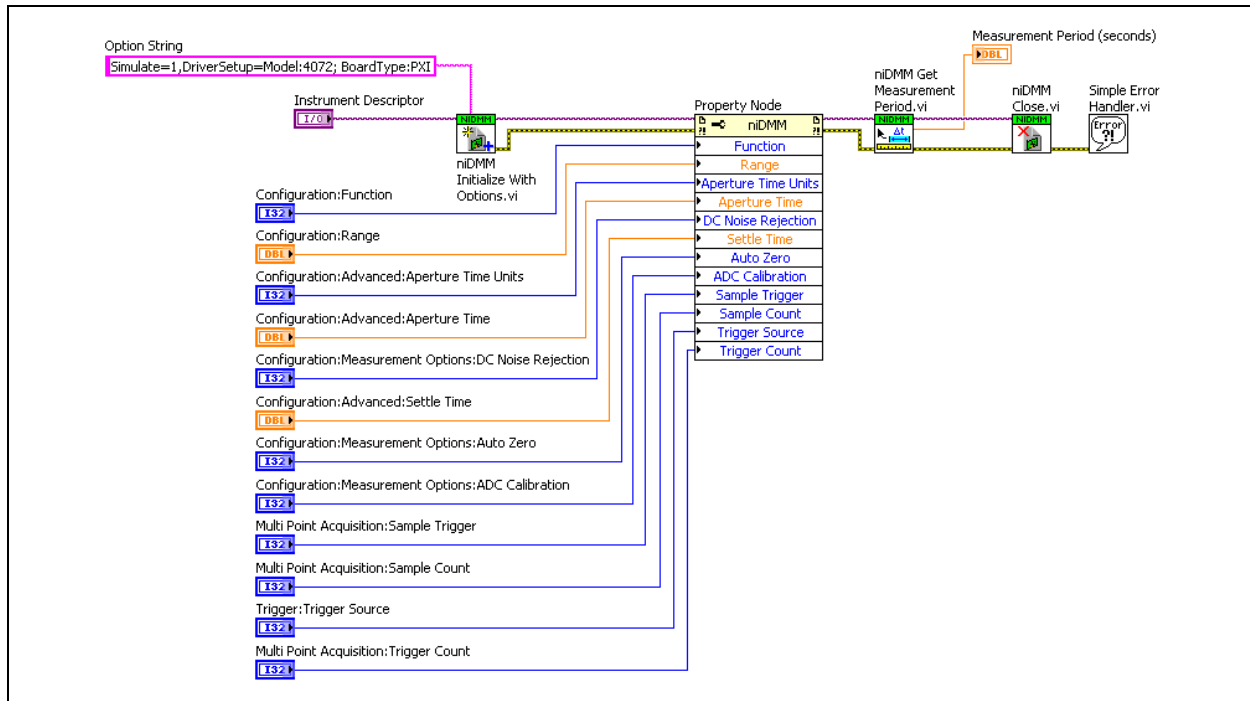 Option String
Simulate=1,DriverSetup=Model:4072; BoardType:PXI
Measurement Period (seconds)
DBL
Instrument Descriptor
I/O
NIDMM
niDMM
Initialize With
Options.vi
Property Node
niDMM
Function
Range
Aperture Time Units
Aperture Time
DC Noise Rejection
Settle Time
Auto Zero
ADC Calibration
Sample Trigger
Sample Count
Trigger Source
Trigger Count
niDMM Get
Measurement
Period.vi
NIDMM
Δt
niDMM
Close.vi
NIDMM
Simple Error
Handler.vi
Error
?!
Configuration:Function
I32
Configuration:Range
DBL
Configuration:Advanced:Aperture Time Units
I32
Configuration:Advanced:Aperture Time
DBL
Configuration:Measurement Options:DC Noise Rejection
I32
Configuration:Advanced:Settle Time
DBL
Configuration:Measurement Options:Auto Zero
I32
Configuration:Measurement Options:ADC Calibration
I32
Multi Point Acquisition:Sample Trigger
I32
Multi Point Acquisition:Sample Count
I32
Trigger:Trigger Source
I32
Multi Point Acquisition:Trigger Count
I32